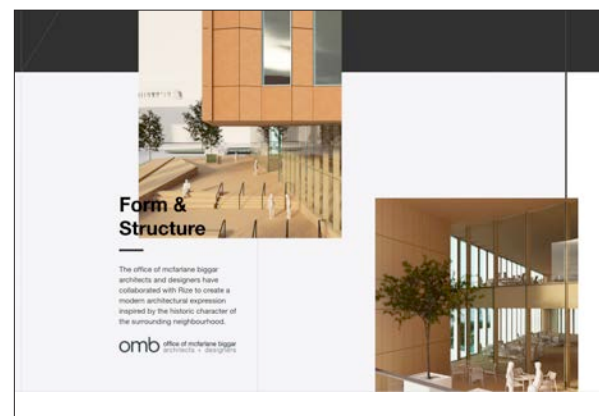 Form &
Structure
The office of mcfarlane biggar
architects and designers have
collaborated with Rize to create a
modern architectural expression
inspired by the historic character of
the surrounding neighbourhood.
omb office of mcfarlane biggar
architects + designers